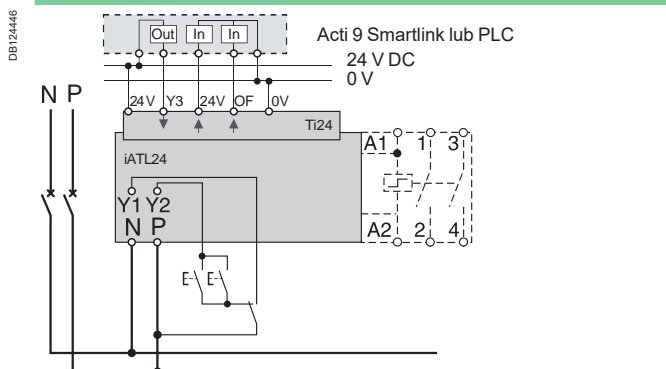 DB124446
Out In In
Acti 9 Smartlink lub PLC
24 V DC
0 V
N P
24V Y3 24V OF 0V
Ti24
A1 1 3
iATL24
Y1 Y2
N P
A2 2 4
E E